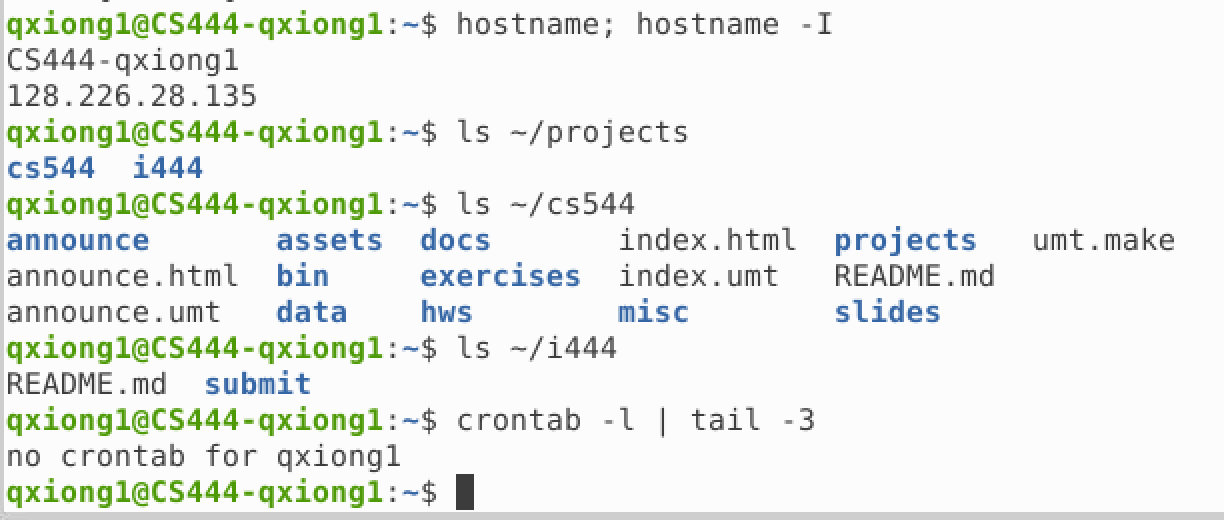 qxiong1@CS444-qxiong1:~$ hostname; hostname -I
CS444-qxiong1
128.226.28.135
qxiong1@CS444-qxiong1:~$ ls ~/projects
cs544  i444
qxiong1@CS444-qxiong1:~$ ls ~/cs544
announce       assets  docs       index.html  projects   umt.make
announce.html  bin     exercises  index.umt   README.md
announce.umt   data    hws        misc        slides
qxiong1@CS444-qxiong1:~$ ls ~/i444
README.md  submit
qxiong1@CS444-qxiong1:~$ crontab -l | tail -3
no crontab for qxiong1
qxiong1@CS444-qxiong1:~$